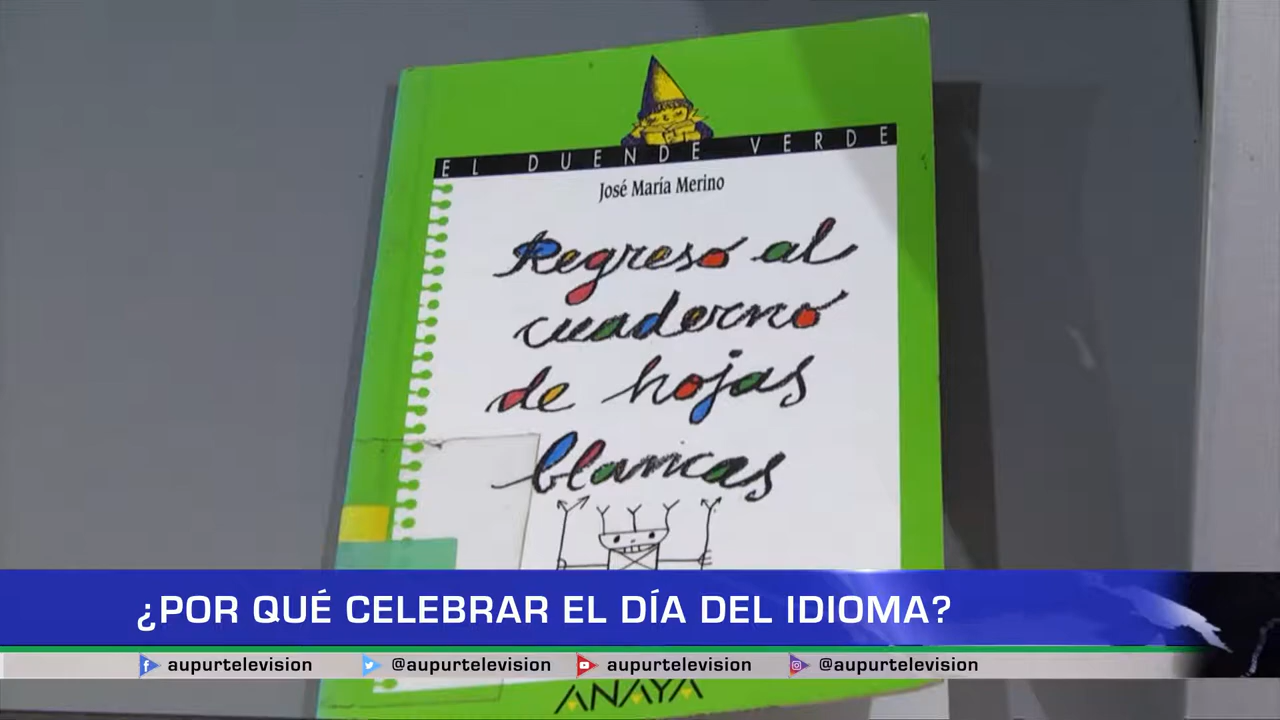 EL DUENDE VERDE
José María Merino
Regreso al
cuaderno
de hojas
blancas
¿POR QUÉ CELEBRAR EL DÍA DEL IDIOMA?
aupurtelevision @aupurtelevision aupurtelevision @aupurtelevision
ANAYA